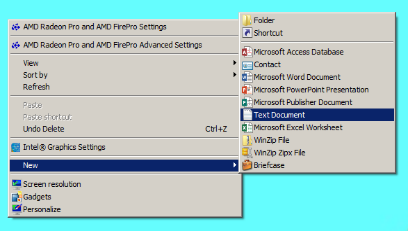 AMD Radeon Pro and AMD FirePro Settings
AMD Radeon Pro and AMD FirePro Advanced Settings
View
Sort by
Refresh
Paste
Paste shortcut
Undo Delete Ctrl+Z
Intel® Graphics Settings
New
Screen resolution
Gadgets
Personalize
Folder
Shortcut
Microsoft Access Database
Contact
Microsoft Word Document
Microsoft PowerPoint Presentation
Microsoft Publisher Document
Text Document
Microsoft Excel Worksheet
WinZip File
WinZip Zipx File
Briefcase